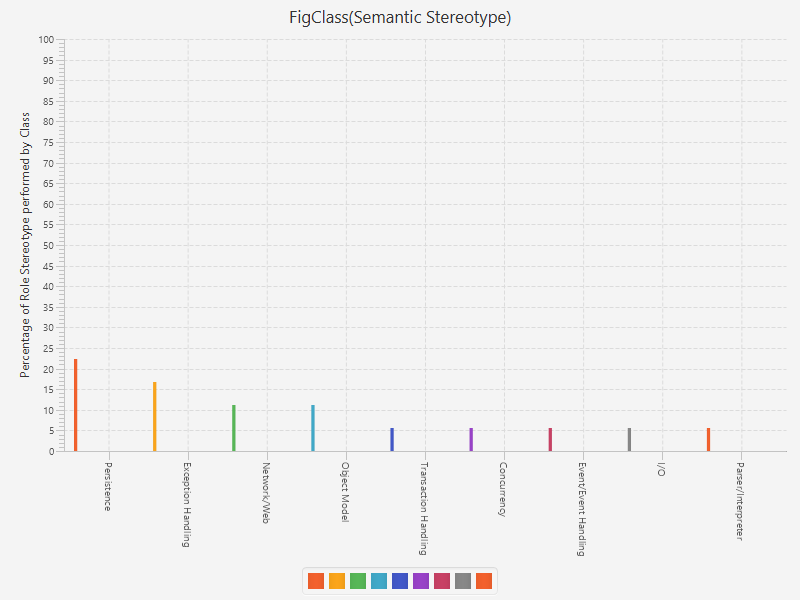 FigClass(Semantic Stereotype)
Percentage of Role Stereotype performed by Class
100
95
90
85
80
75
70
65
60
55
50
45
40
35
30
25
20
15
10
5
0
Persistence
Exception Handling
Network/Web
Object Model
Transaction Handling
Concurrency
Event/Event Handling
I/O
Parser/Interpreter